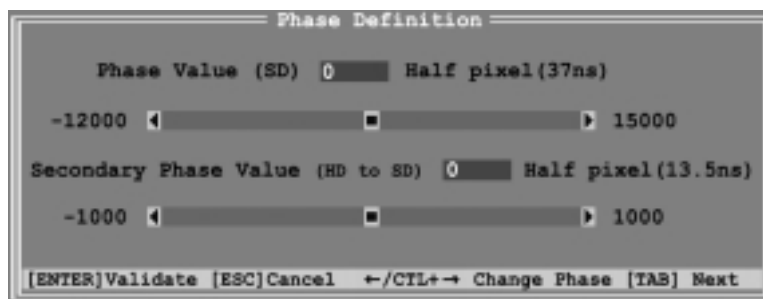 Phase Definition
Phase Value (SD) 0 Half pixel(37ns)
-12000 15000
Secondary Phase Value (HD to SD) 0 Half pixel(13.5ns)
-1000 1000
[ENTER]Validate [ESC]Cancel ←/CTL+→ Change Phase [TAB] Next